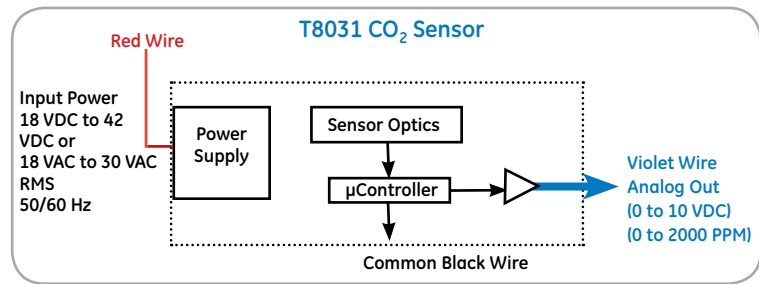 T8031 CO₂ Sensor
Red Wire
Input Power
18 VDC to 42
VDC or
18 VAC to 30 VAC
RMS
50/60 Hz
Power
Supply
Sensor Optics
µController
Violet Wire
Analog Out
(0 to 10 VDC)
(0 to 2000 PPM)
Common Black Wire